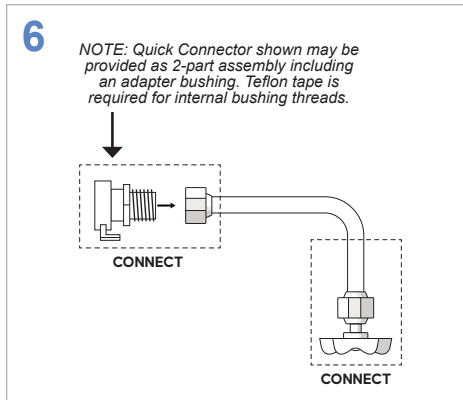 6
NOTE: Quick Connector shown may be
provided as 2-part assembly including
an adapter bushing. Teflon tape is
required for internal bushing threads.
CONNECT
CONNECT